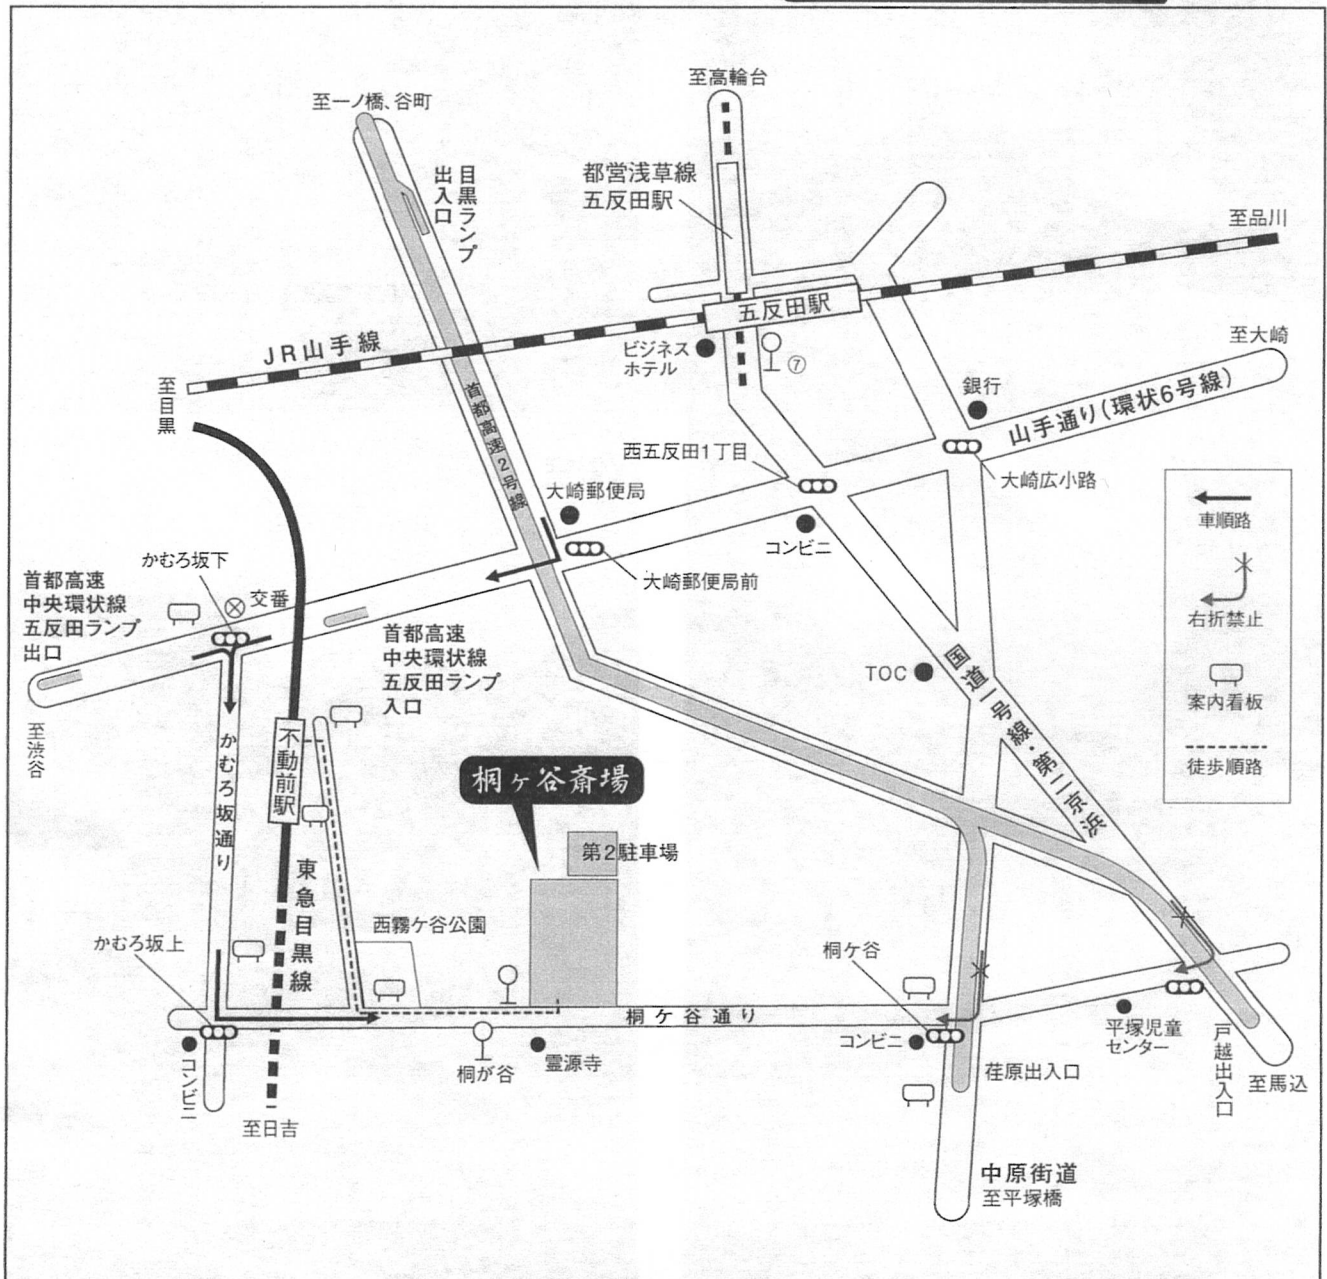 至高輪台
至一ノ橋、谷町
目黒ランプ
出入口
都営浅草線
五反田駅
至品川
五反田駅
JR山手線
ビジネス
ホテル
⑦
至大崎
至目黒
首都高速2号線
銀行
山手通り(環状6号線)
西五反田1丁目
大崎広小路
大崎郵便局
コンビニ
車順路
かむろ坂下
大崎郵便局前
首都高速
中央環状線
五反田ランプ
出口
交番
右折禁止
首都高速
中央環状線
五反田ランプ
入口
国道一号線・第二京浜
TOC
案内看板
至渋谷
かむろ坂通り
不動前駅
徒歩順路
桐ヶ谷斎場
第2駐車場
東急目黒線
西霧ケ谷公園
かむろ坂上
桐ケ谷
桐ケ谷通り
コンビニ
平塚児童
センター
戸越出入口
コンビニ
桐が谷
霊源寺
荏原出入口
至馬込
至日吉
中原街道
至平塚橋